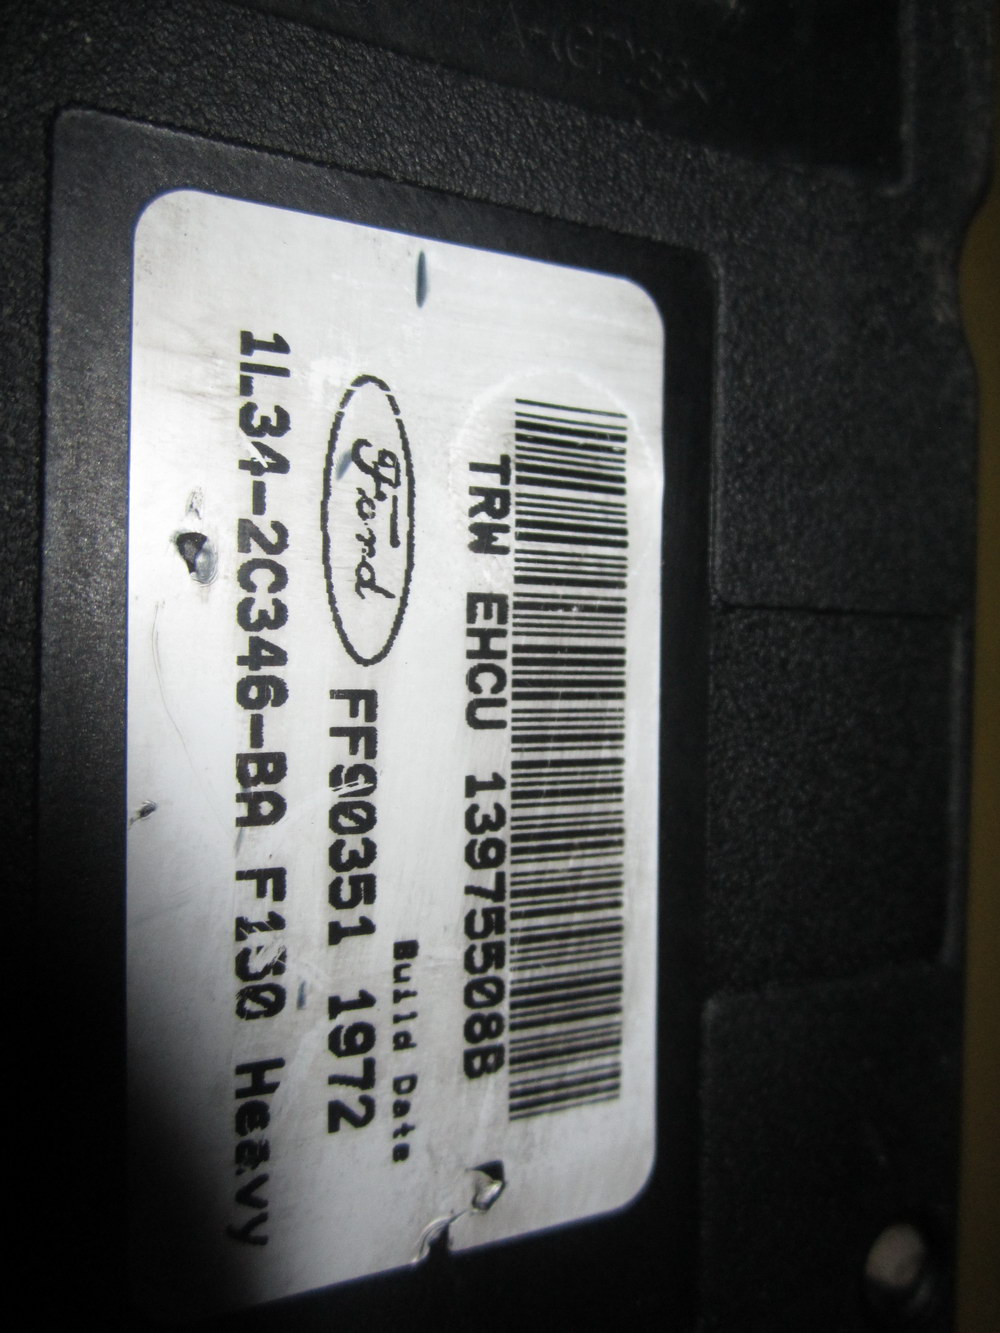 TRW EHCU 13975508B
Build Date
Ford FF90351 1972
1L34-2C346-BA F150 Heavy